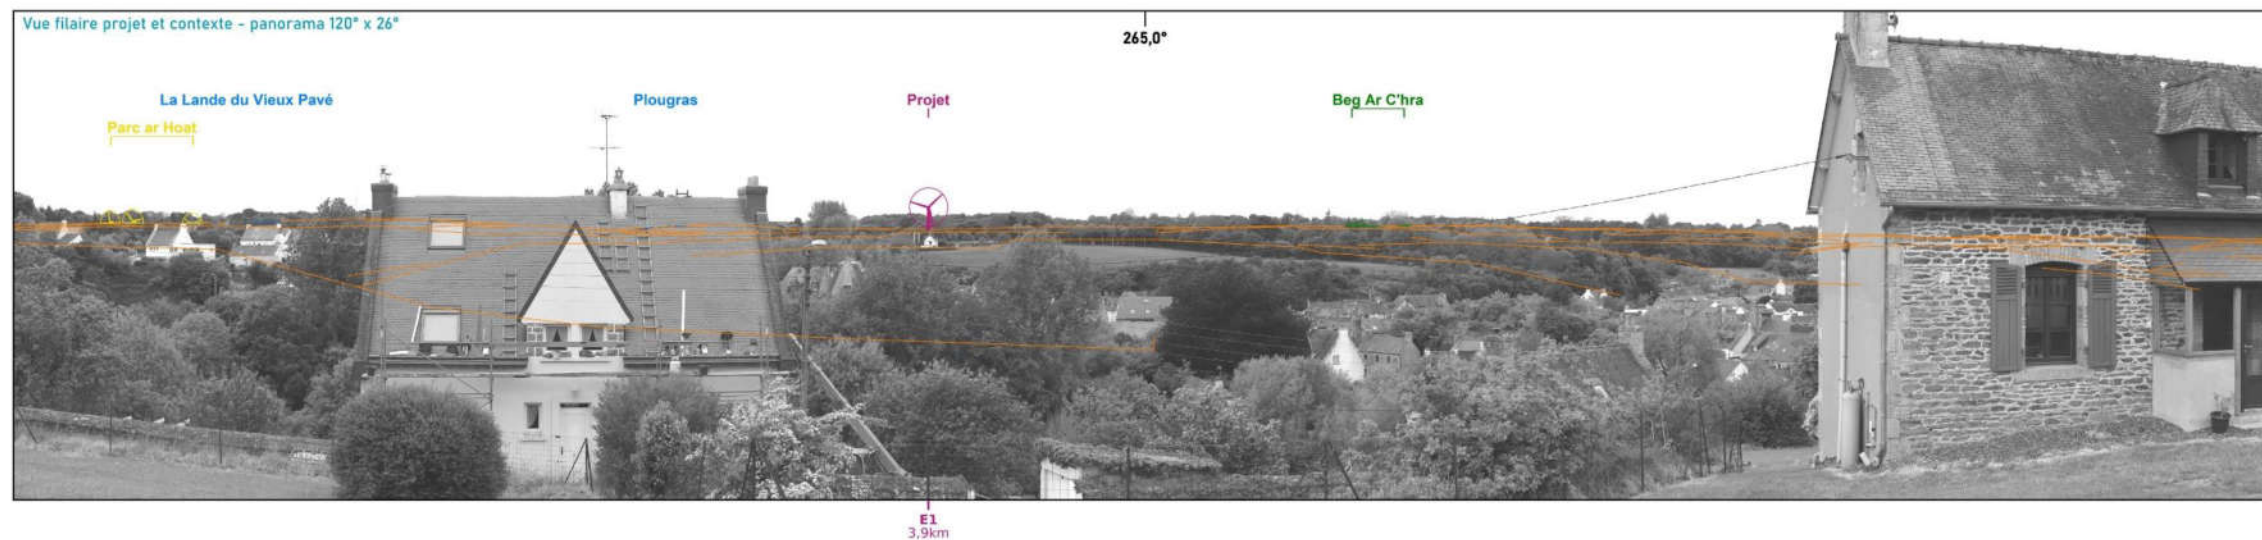 Vue filaire projet et contexte - panorama 120° x 26°
265,0°
La Lande du Vieux Pavé
Plougras
Projet
Beg Ar C'hra
Parc ar Hoat
E1
3,9km